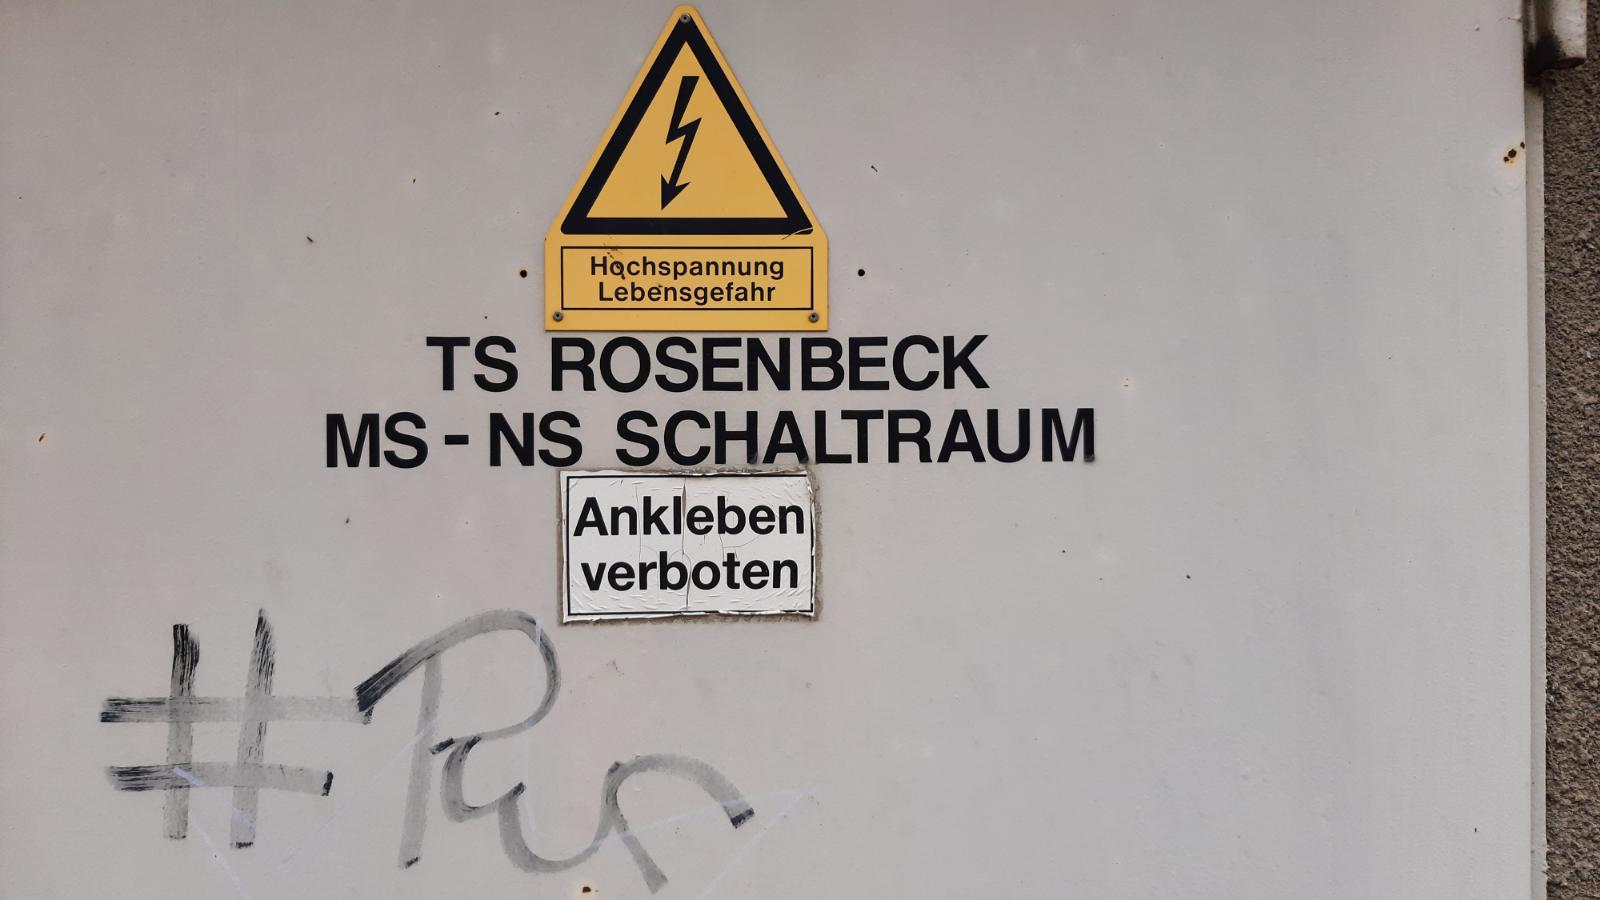 Hochspannung
Lebensgefahr
TS ROSENBECK
MS-NS SCHALTRAUM
Ankleben
verboten